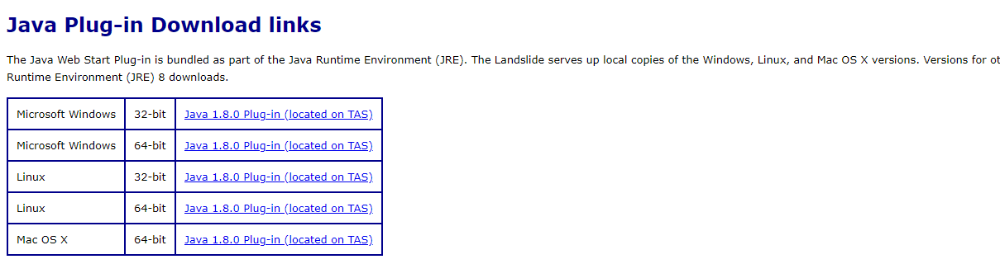 Java Plug-in Download links
The Java Web Start Plug-in is bundled as part of the Java Runtime Environment (JRE). The Landslide serves up local copies of the Windows, Linux, and Mac OS X versions. Versions for
Runtime Environment (JRE) 8 downloads.
Microsoft Windows 32-bit Java 1.8.0 Plug-in (located on TAS)
Microsoft Windows 64-bit Java 1.8.0 Plug-in (located on TAS)
Linux 32-bit Java 1.8.0 Plug-in (located on TAS)
Linux 64-bit Java 1.8.0 Plug-in (located on TAS)
Mac OS X 64-bit Java 1.8.0 Plug-in (located on TAS)